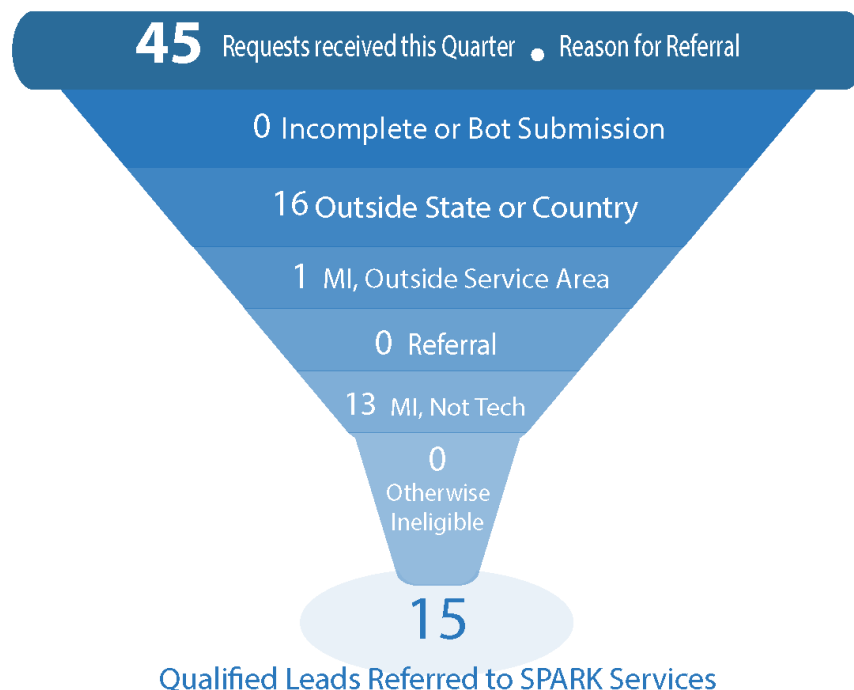 45 Requests received this Quarter • Reason for Referral
0 Incomplete or Bot Submission
16 Outside State or Country
1 MI, Outside Service Area
0 Referral
13 MI, Not Tech
0
Otherwise
Ineligible
15
Qualified Leads Referred to SPARK Services